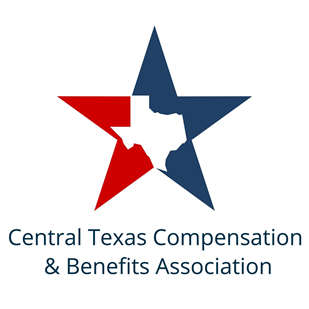 Central Texas Compensation
& Benefits Association